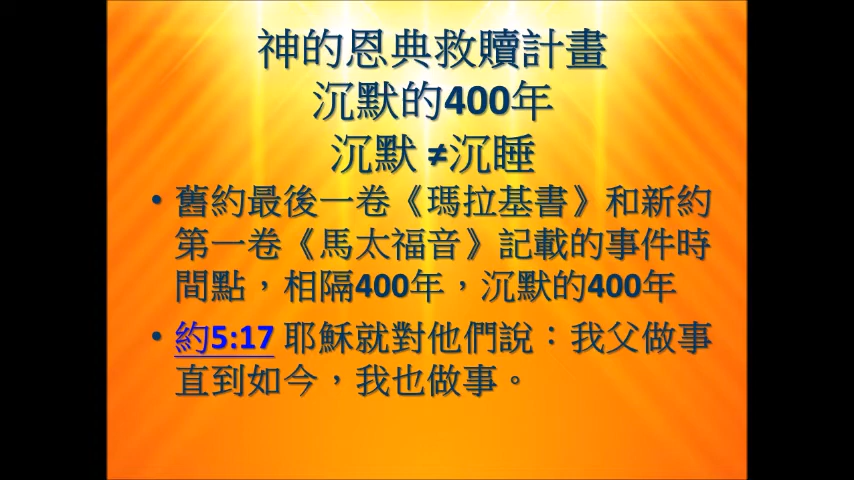 神的恩典救贖計畫
沉默的400年
沉默 ≠沉睡
• 舊約最後一卷《瑪拉基書》和新約
第一卷《馬太福音》記載的事件時
間點，相隔400年，沉默的400年
• 約5:17 耶穌就對他們說：我父做事
直到如今，我也做事。